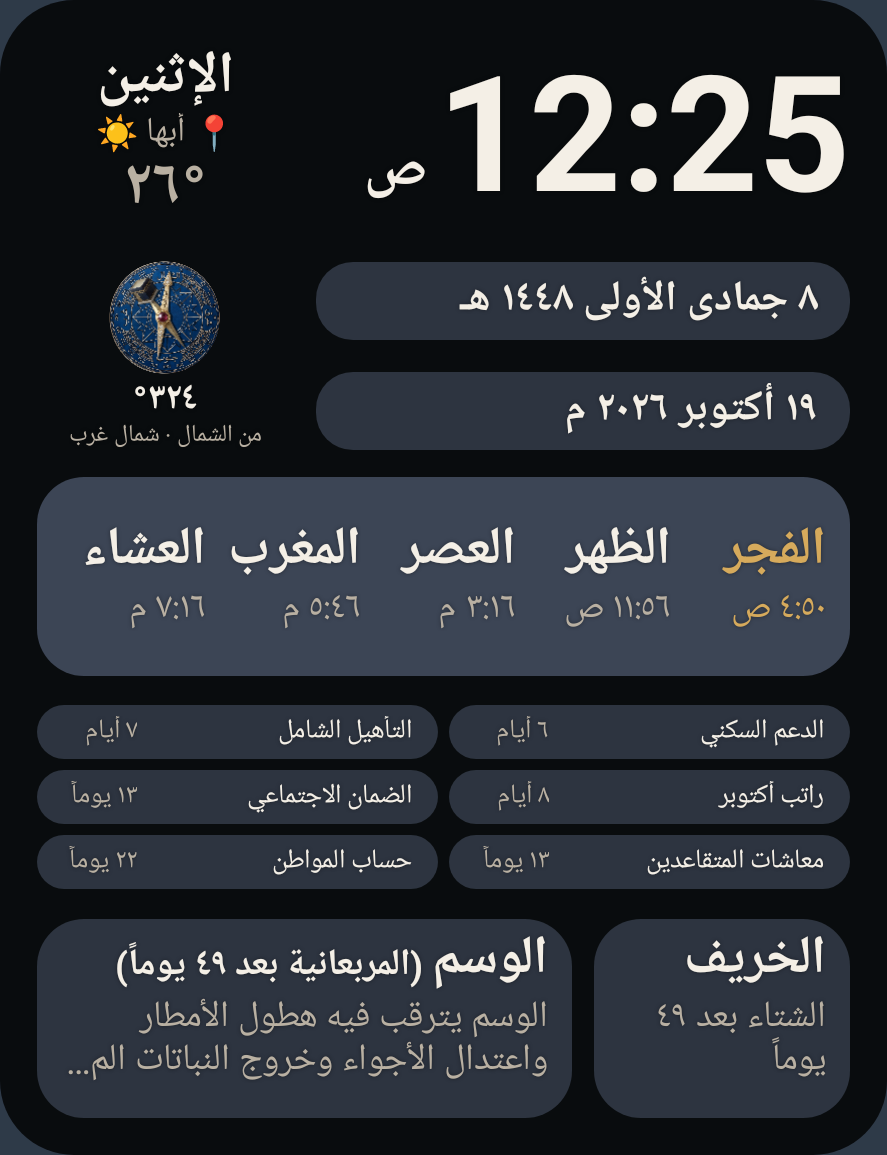 12:25 ص
الإثنين
📍 أبها ☀️
٢٦°
٨ جمادى الأولى ١٤٤٨ هـ
١٩ أكتوبر ٢٠٢٦ م
٣٢٤°
من الشمال · شمال غرب
الفجر الظهر العصر المغرب العشاء
٤:٥٠ ص ١١:٥٦ ص ٣:١٦ م ٥:٤٦ م ٧:١٦ م
الدعم السكني ٦ أيام التأهيل الشامل ٧ أيام
راتب أكتوبر ٨ أيام الضمان الاجتماعي ١٣ يوماً
معاشات المتقاعدين ١٣ يوماً حساب المواطن ٢٢ يوماً
الخريف
الشتاء بعد ٤٩
يوماً
الوسم (المربعانية بعد ٤٩ يوماً)
الوسم يترقب فيه هطول الأمطار
واعتدال الأجواء وخروج النباتات الم...